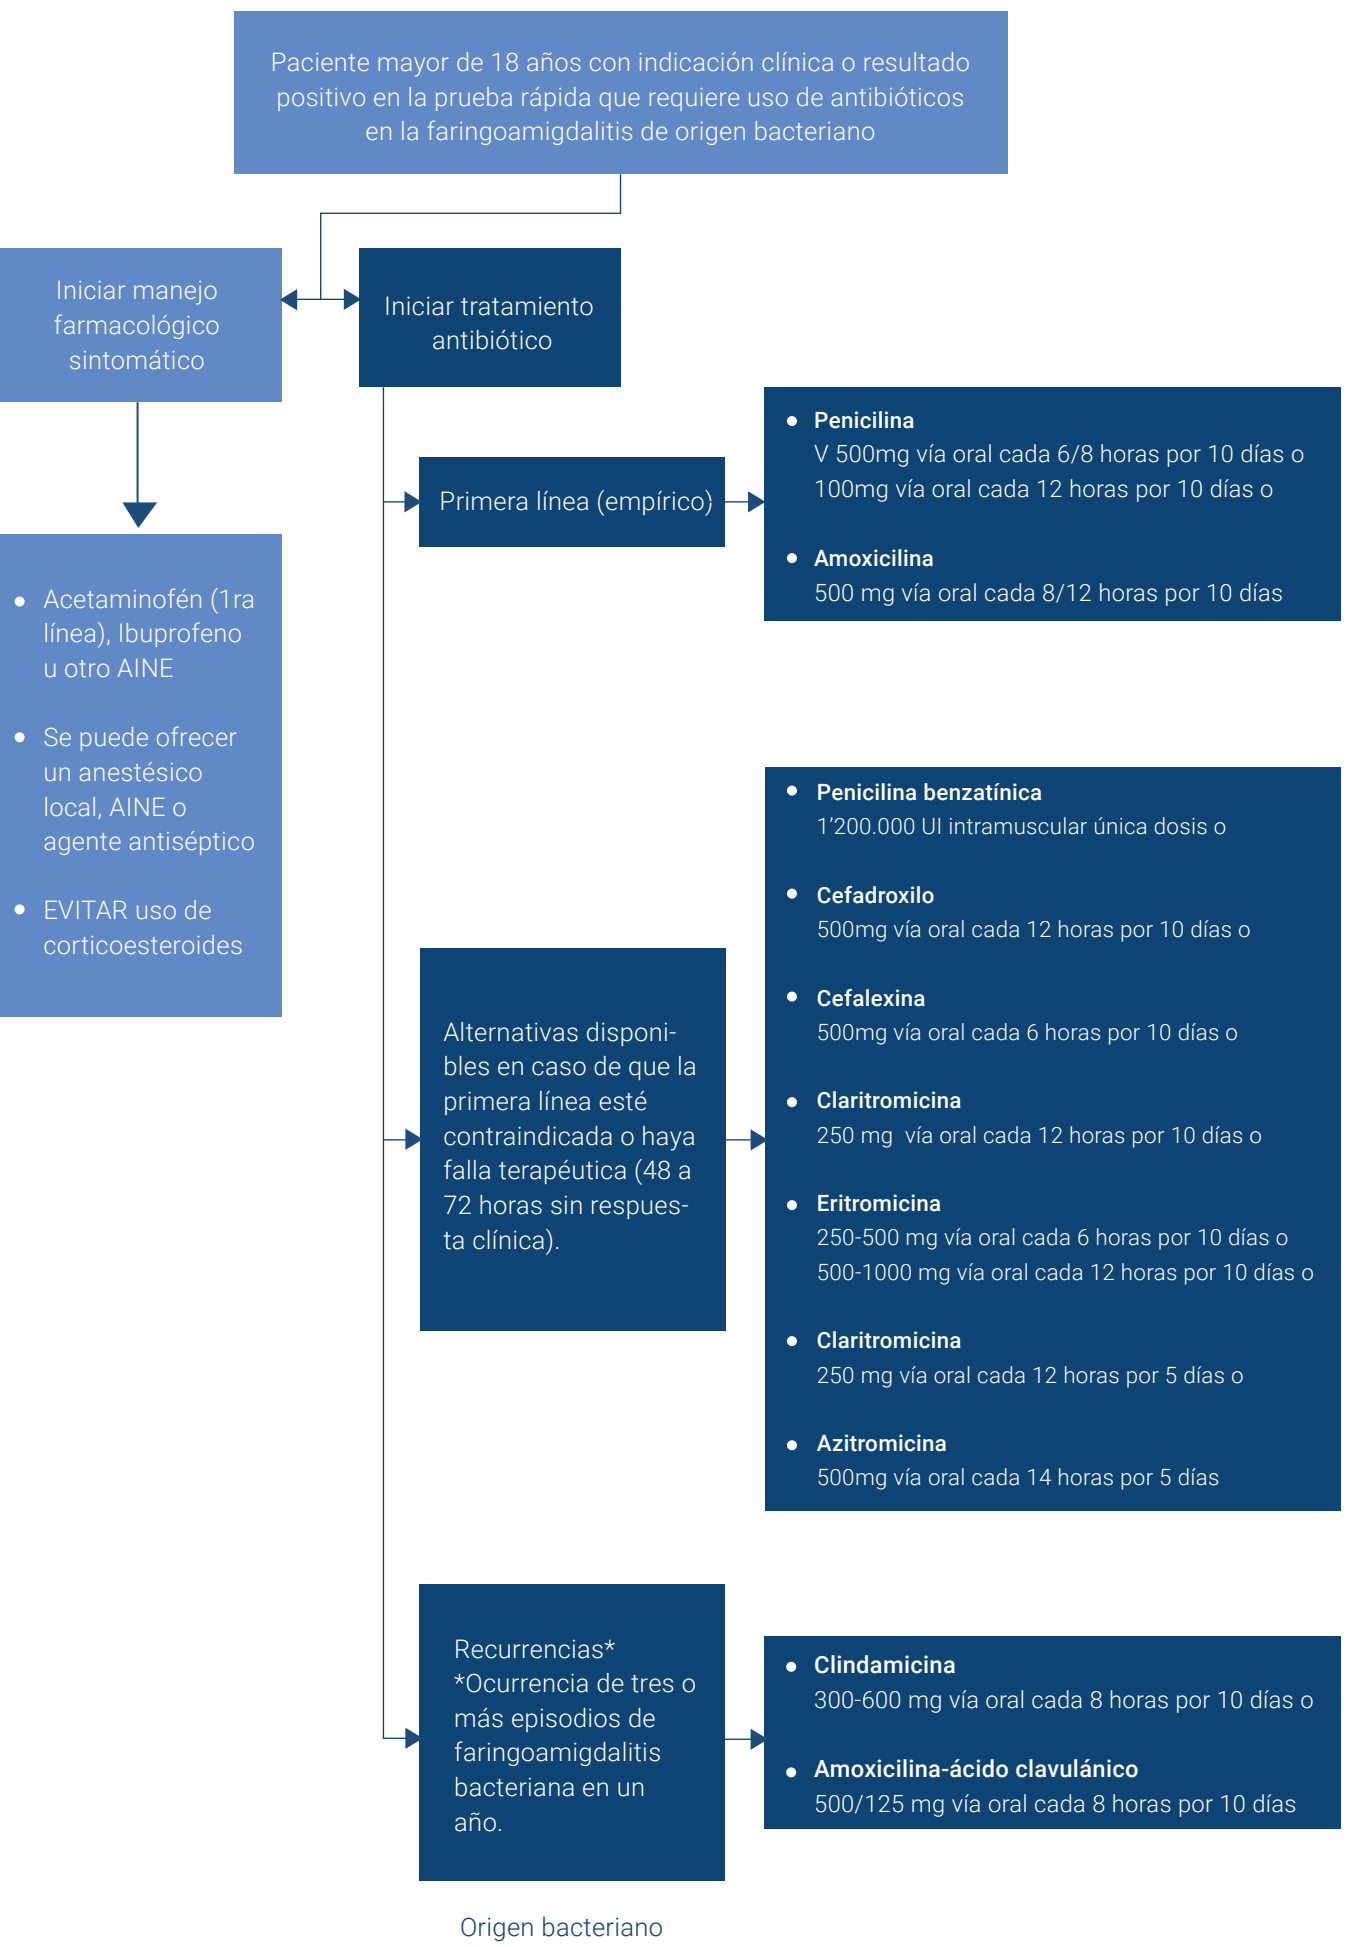 Paciente mayor de 18 años con indicación clínica o resultado
positivo en la prueba rápida que requiere uso de antibióticos
en la faringoamigdalitis de origen bacteriano
Iniciar manejo
farmacológico
sintomático
Acetaminofén (1ra
línea), Ibuprofeno
u otro AINE
Se puede ofrecer
un anestésico
local, AINE o
agente antiséptico
EVITAR uso de
corticoesteroides
Iniciar tratamiento
antibiótico
Primera línea (empírico)
Penicilina
V 500mg vía oral cada 6/8 horas por 10 días o
100mg vía oral cada 12 horas por 10 días o
Amoxicilina
500 mg vía oral cada 8/12 horas por 10 días
Alternativas disponi-
bles en caso de que la
primera línea esté
contraindicada o haya
falla terapéutica (48 a
72 horas sin respues-
ta clínica).
Penicilina benzatínica
1'200.000 UI intramuscular única dosis o
Cefadroxilo
500mg vía oral cada 12 horas por 10 días o
Cefalexina
500mg vía oral cada 6 horas por 10 días o
Claritromicina
250 mg vía oral cada 12 horas por 10 días o
Eritromicina
250-500 mg vía oral cada 6 horas por 10 días o
500-1000 mg vía oral cada 12 horas por 10 días o
Claritromicina
250 mg vía oral cada 12 horas por 5 días o
Azitromicina
500mg vía oral cada 14 horas por 5 días
Recurrencias*
*Ocurrencia de tres o
más episodios de
faringoamigdalitis
bacteriana en un
año.
Clindamicina
300-600 mg vía oral cada 8 horas por 10 días o
Amoxicilina-ácido clavulánico
500/125 mg vía oral cada 8 horas por 10 días
Origen bacteriano